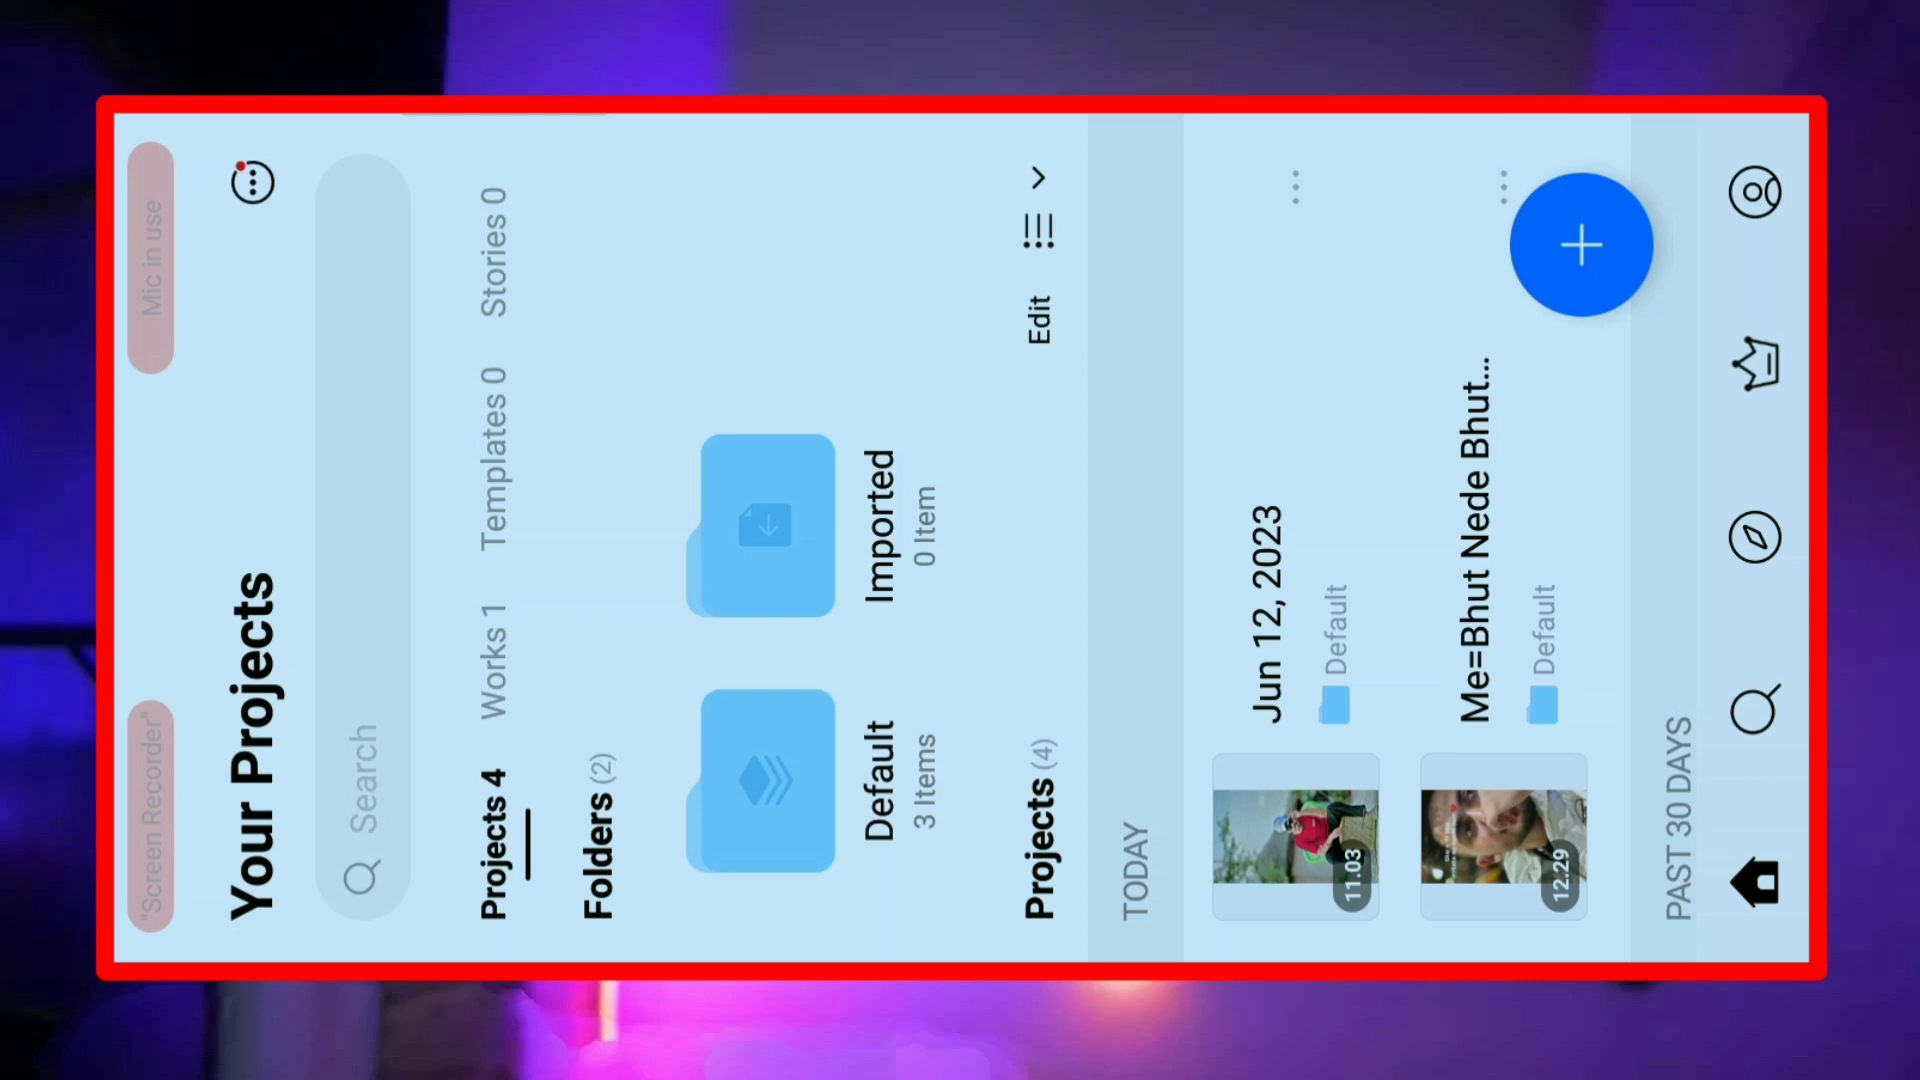 "Screen Recorder" Mic in use
Your Projects
Search
Projects 4 Works 1 Templates 0 Stories 0
Folders (2)
Default Imported
3 Items 0 Item
Projects (4) Edit
TODAY
11.03
Jun 12, 2023
Default
12.29
Me=Bhut Nede Bhut...
Default
PAST 30 DAYS